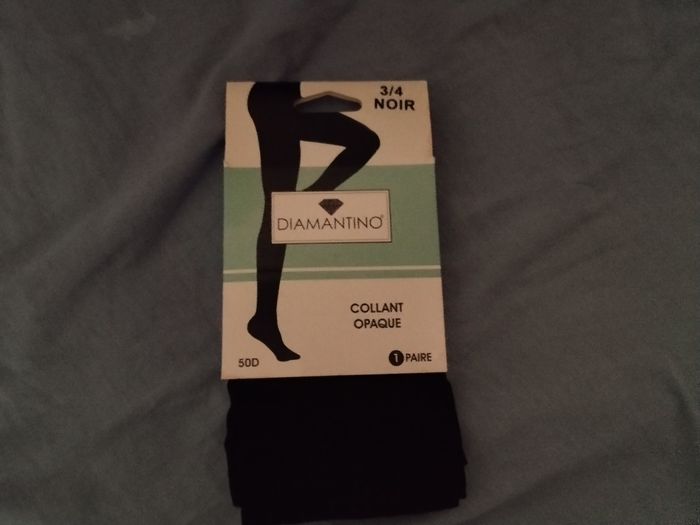 3/4
NOIR
DIAMANTINO®
COLLANT
OPAQUE
50D
1 PAIRE